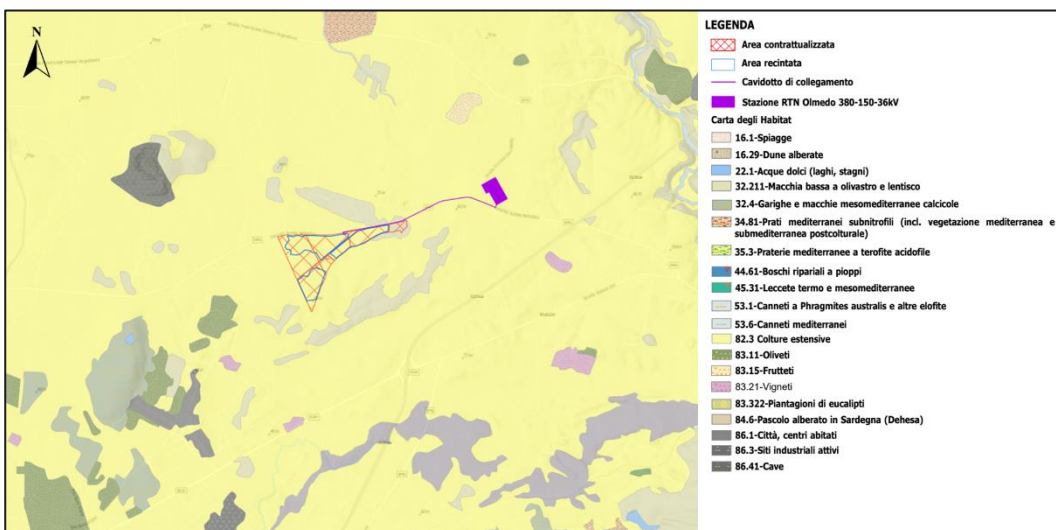 N
LEGENDA
Area contrattualizzata
Area recintata
Cavidotto di collegamento
Stazione RTN Olmedo 380-150-36kV
Carta degli Habitat
16.1-Spiagge
16.29-Dune alberate
22.1-Acque dolci (laghi, stagni)
32.211-Macchia bassa a olivastro e lentisco
32.4-Garighe e macchie mesomediterranee calcicole
34.81-Prati mediterranei subnitrofili (incl. vegetazione mediterranea e
submediterranea postcolturale)
35.3-Praterie mediterranee a terofite acidofile
44.61-Boschi ripariali a pioppi
45.31-Leccete termo e mesomediterranee
53.1-Canneti a Phragmites australis e altre elofite
53.6-Canneti mediterranei
82.3 Colture estensive
83.11-Oliveti
83.15-Frutteti
83.21-Vigneti
83.322-Piantagioni di eucalipti
84.6-Pascolo alberato in Sardegna (Dehesa)
86.1-Città, centri abitati
86.3-Siti industriali attivi
86.41-Cave